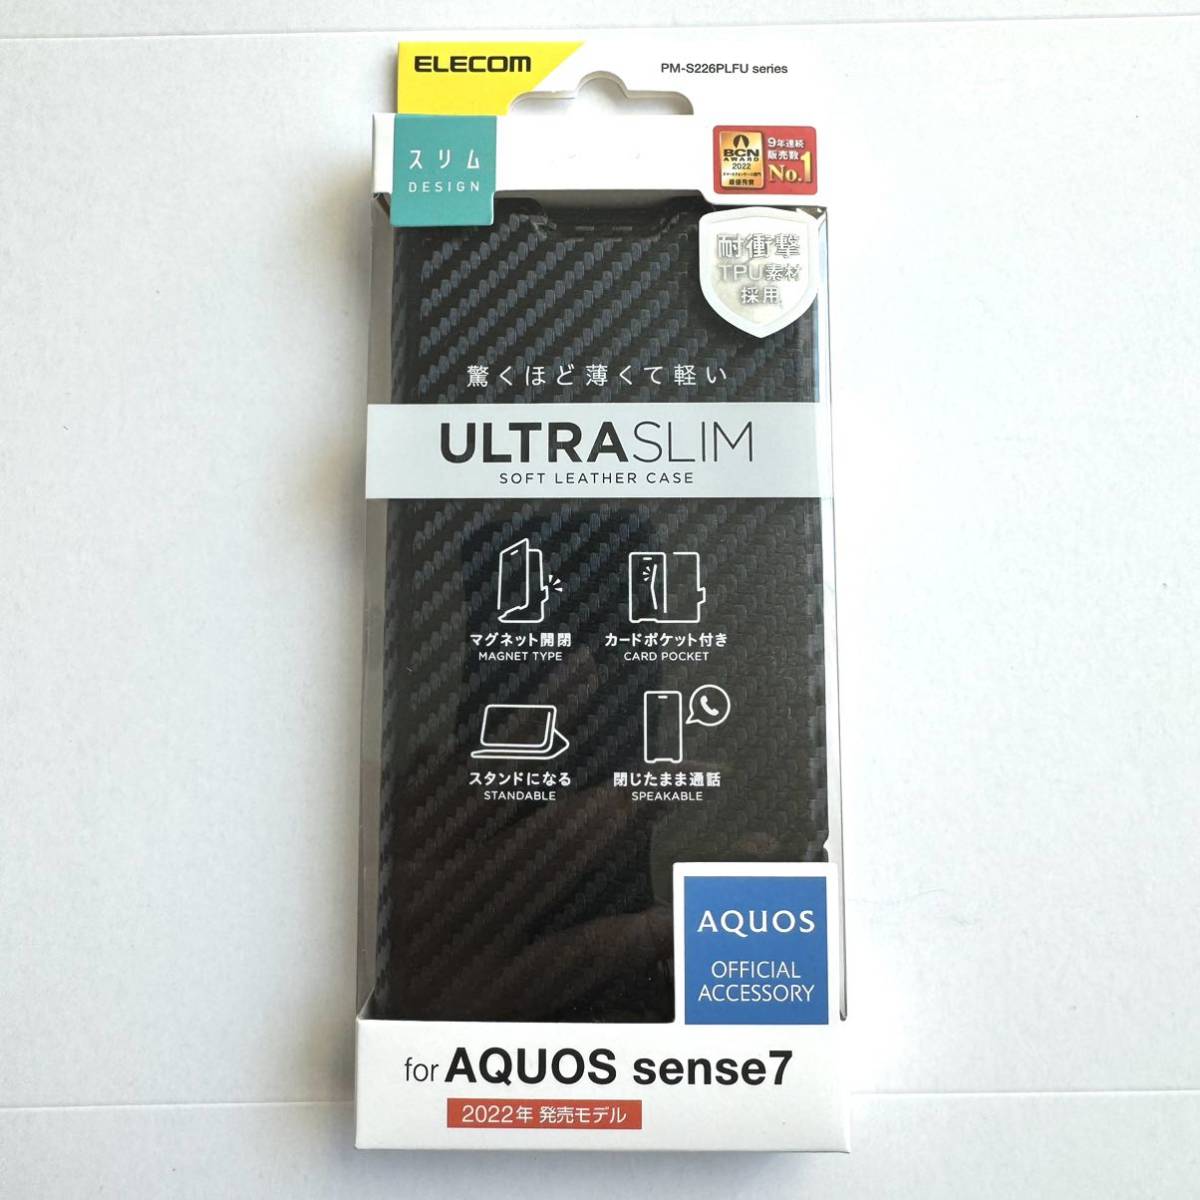 ELECOM
PM-S226PLFU series
スリム
DESIGN
BCN
AWARD
2022
最優秀賞
9年連続
販売数
No.1
耐衝撃
TPU素材
採用
驚くほど薄くて軽い
ULTRASLIM
SOFT LEATHER CASE
マグネット開閉
MAGNET TYPE
カードポケット付き
CARD POCKET
スタンドになる
STANDABLE
閉じたまま通話
SPEAKABLE
AQUOS
OFFICIAL
ACCESSORY
for AQUOS sense7
2022年 発売モデル